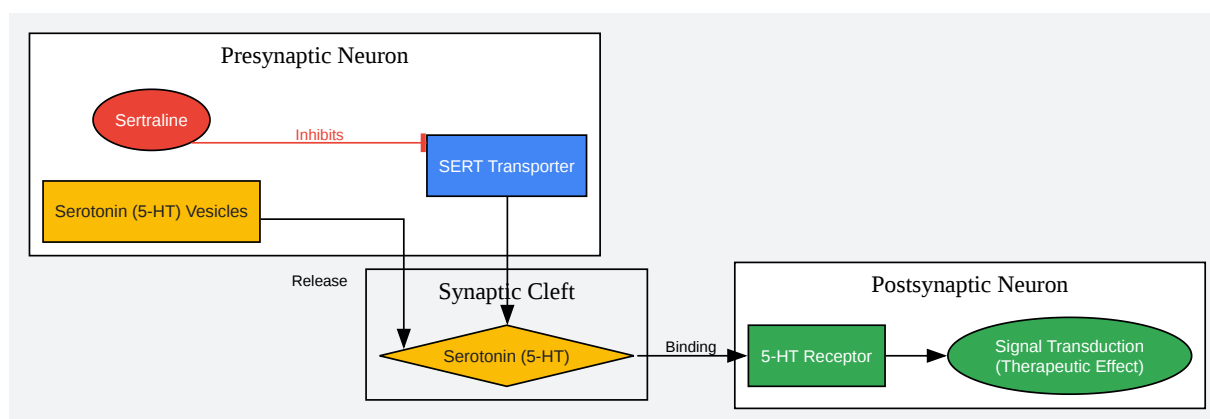 Presynaptic Neuron
Sertraline
Inhibits
SERT Transporter
Serotonin (5-HT) Vesicles
Release
Synaptic Cleft
Serotonin (5-HT)
Binding
Postsynaptic Neuron
5-HT Receptor
Signal Transduction
(Therapeutic Effect)